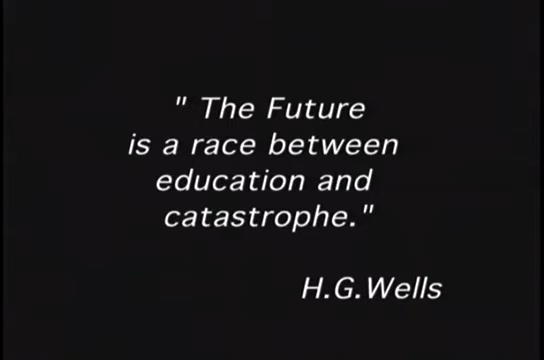 " The Future
is a race between
education and
catastrophe."
H.G.Wells